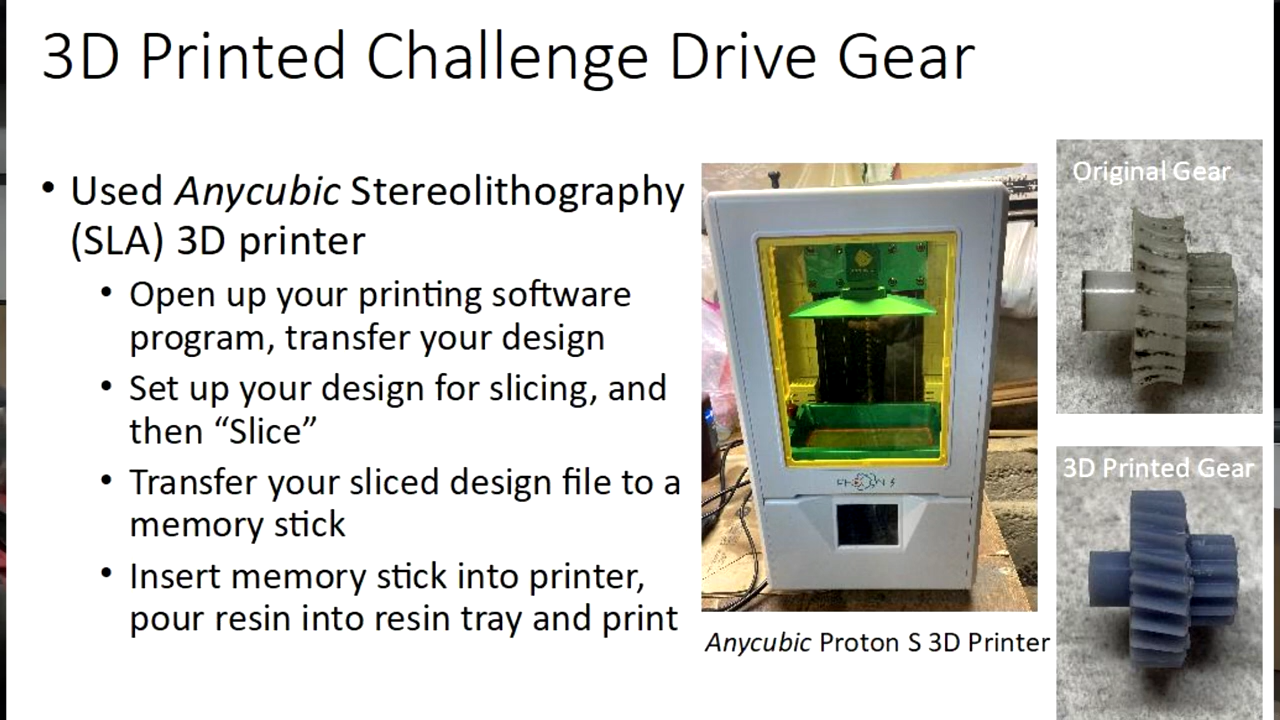 3D Printed Challenge Drive Gear
• Used Anycubic Stereolithography
(SLA) 3D printer
• Open up your printing software
program, transfer your design
• Set up your design for slicing, and
then “Slice”
• Transfer your sliced design file to a
memory stick
• Insert memory stick into printer,
pour resin into resin tray and print
Anycubic Proton S 3D Printer
Original Gear
3D Printed Gear